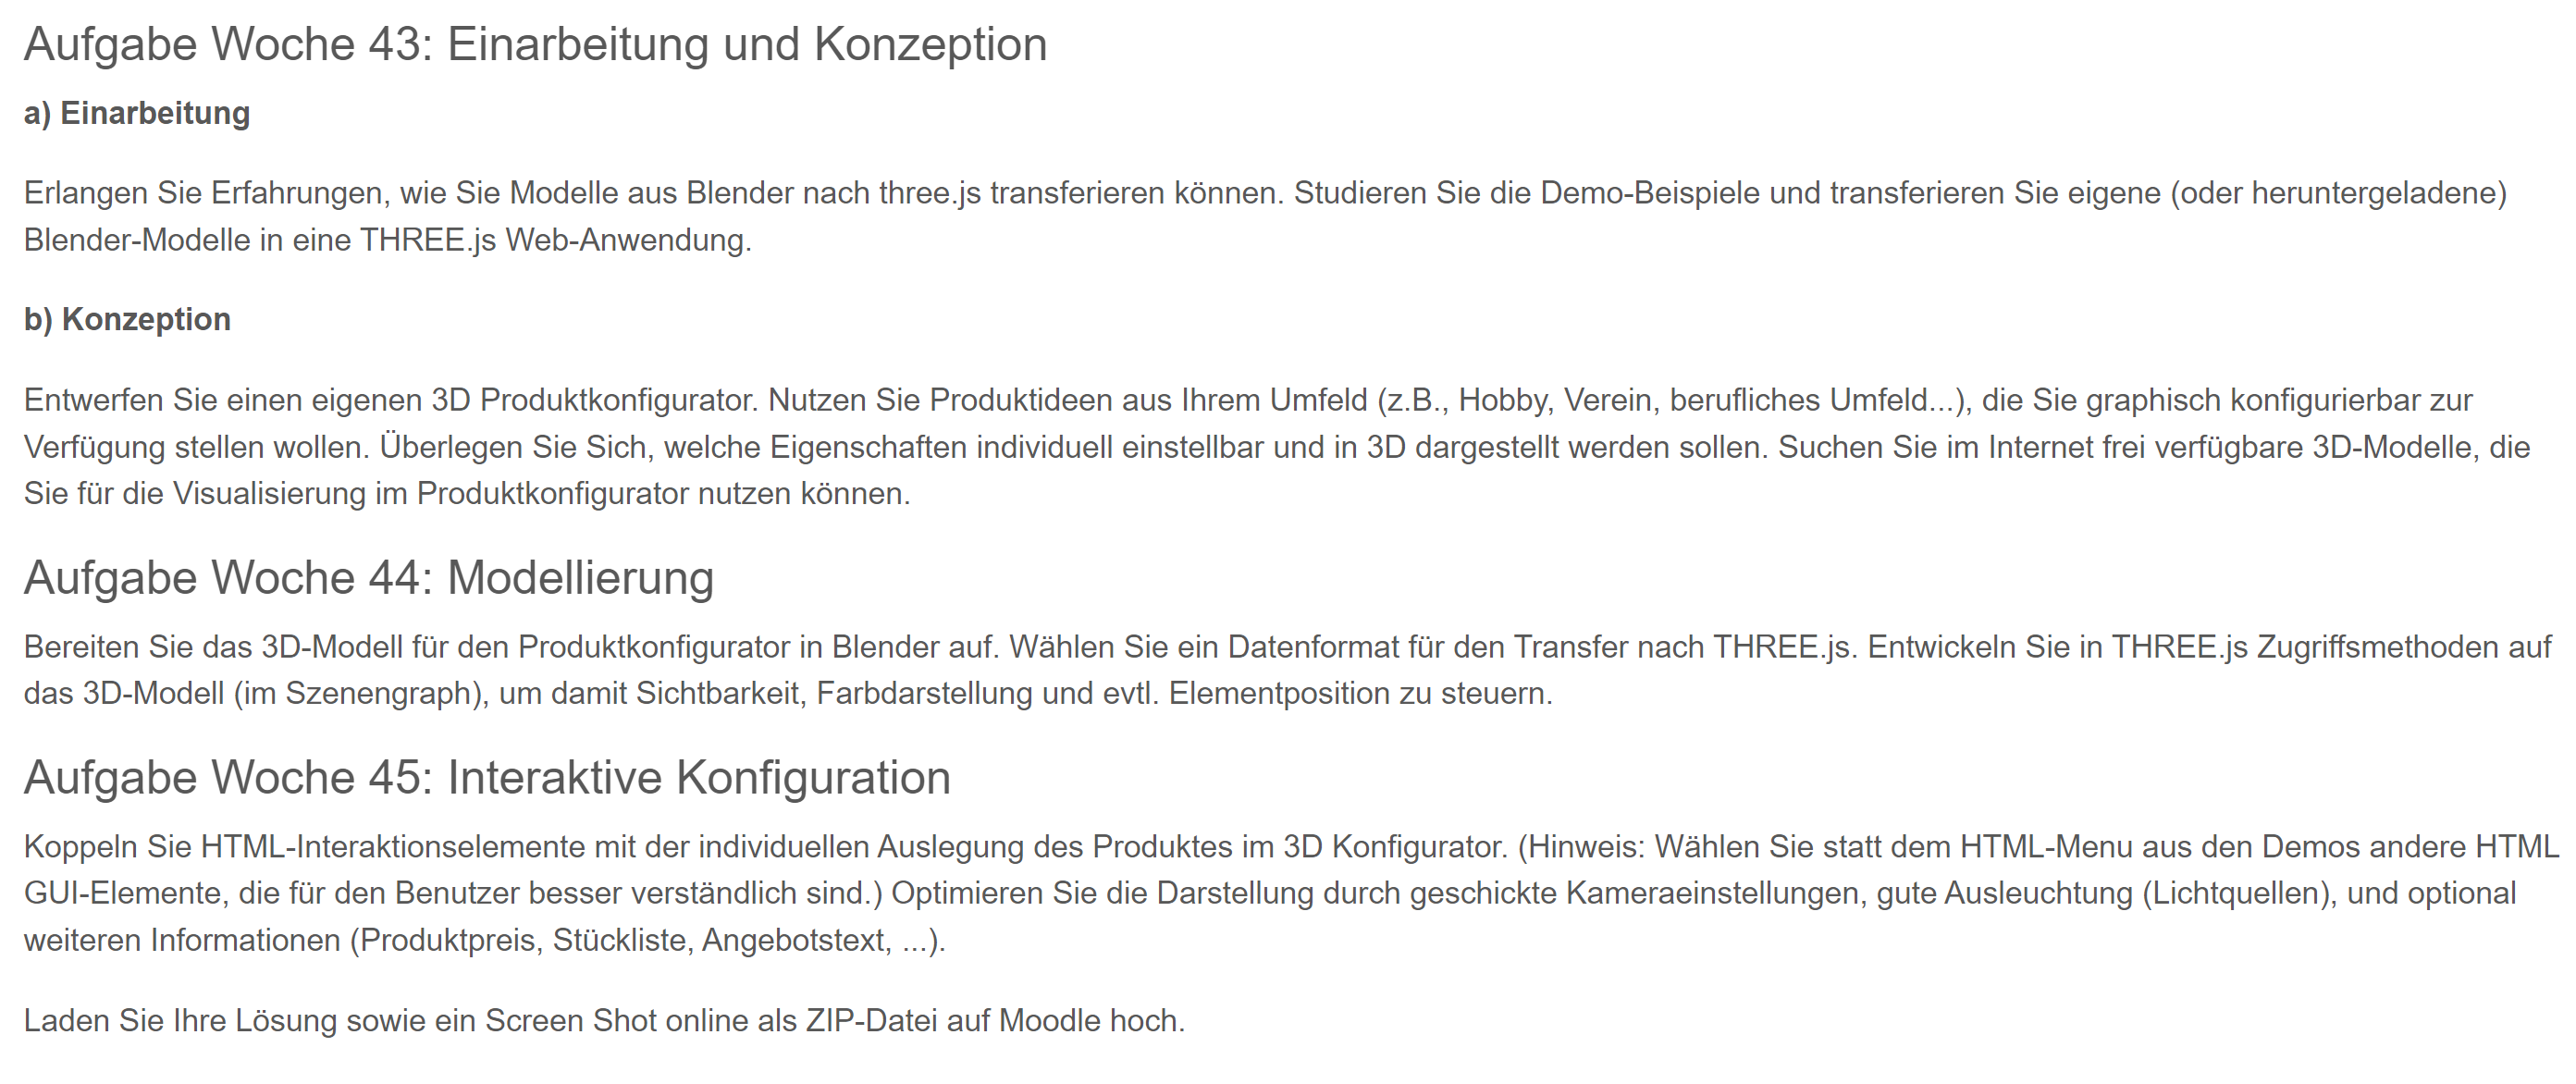 Aufgabe Woche 43: Einarbeitung und Konzeption
a) Einarbeitung
Erlangen Sie Erfahrungen, wie Sie Modelle aus Blender nach three.js transferieren können. Studieren Sie die Demo-Beispiele und transferieren Sie eigene (oder heruntergeladene)
Blender-Modelle in eine THREE.js Web-Anwendung.
b) Konzeption
Entwerfen Sie einen eigenen 3D Produktkonfigurator. Nutzen Sie Produktideen aus Ihrem Umfeld (z.B., Hobby, Verein, berufliches Umfeld...), die Sie graphisch konfigurierbar zur
Verfügung stellen wollen. Überlegen Sie Sich, welche Eigenschaften individuell einstellbar und in 3D dargestellt werden sollen. Suchen Sie im Internet frei verfügbare 3D-Modelle, die
Sie für die Visualisierung im Produktkonfigurator nutzen können.
Aufgabe Woche 44: Modellierung
Bereiten Sie das 3D-Modell für den Produktkonfigurator in Blender auf. Wählen Sie ein Datenformat für den Transfer nach THREE.js. Entwickeln Sie in THREE.js Zugriffsmethoden auf
das 3D-Modell (im Szenengraph), um damit Sichtbarkeit, Farbdarstellung und evtl. Elementposition zu steuern.
Aufgabe Woche 45: Interaktive Konfiguration
Koppeln Sie HTML-Interaktionselemente mit der individuellen Auslegung des Produktes im 3D Konfigurator. (Hinweis: Wählen Sie statt dem HTML-Menu aus den Demos andere HTML
GUI-Elemente, die für den Benutzer besser verständlich sind.) Optimieren Sie die Darstellung durch geschickte Kameraeinstellungen, gute Ausleuchtung (Lichtquellen), und optional
weiteren Informationen (Produktpreis, Stückliste, Angebotstext, ...).
Laden Sie Ihre Lösung sowie ein Screen Shot online als ZIP-Datei auf Moodle hoch.